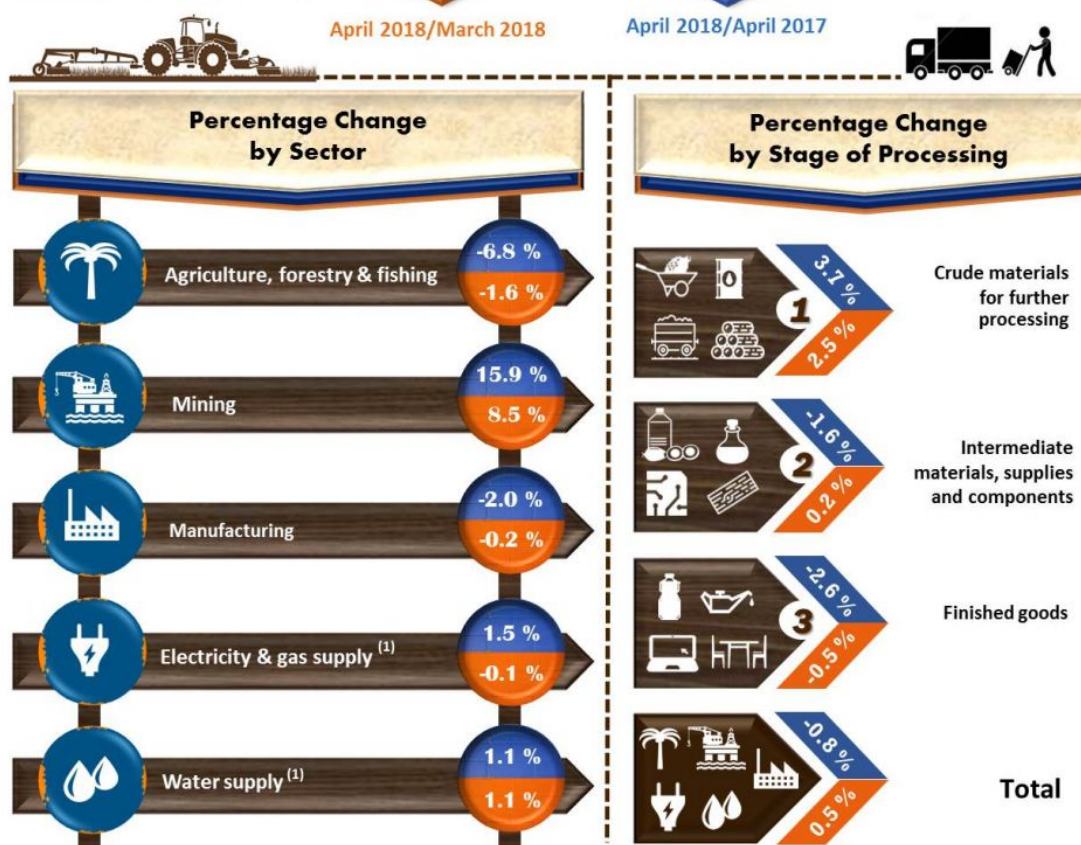 April 2018/March 2018
April 2018/April 2017
Percentage Change
by Sector
Agriculture, forestry & fishing
-6.8 %
-1.6 %
Mining
15.9 %
8.5 %
Manufacturing
-2.0 %
-0.2 %
Electricity & gas supply (1)
1.5 %
-0.1 %
Water supply (1)
1.1 %
1.1 %
Percentage Change
by Stage of Processing
1
3.7 %
2.5 %
Crude materials
for further
processing
2
-1.6 %
0.2 %
Intermediate
materials, supplies
and components
3
-2.6 %
-0.5 %
Finished goods
-0.8 %
0.5 %
Total